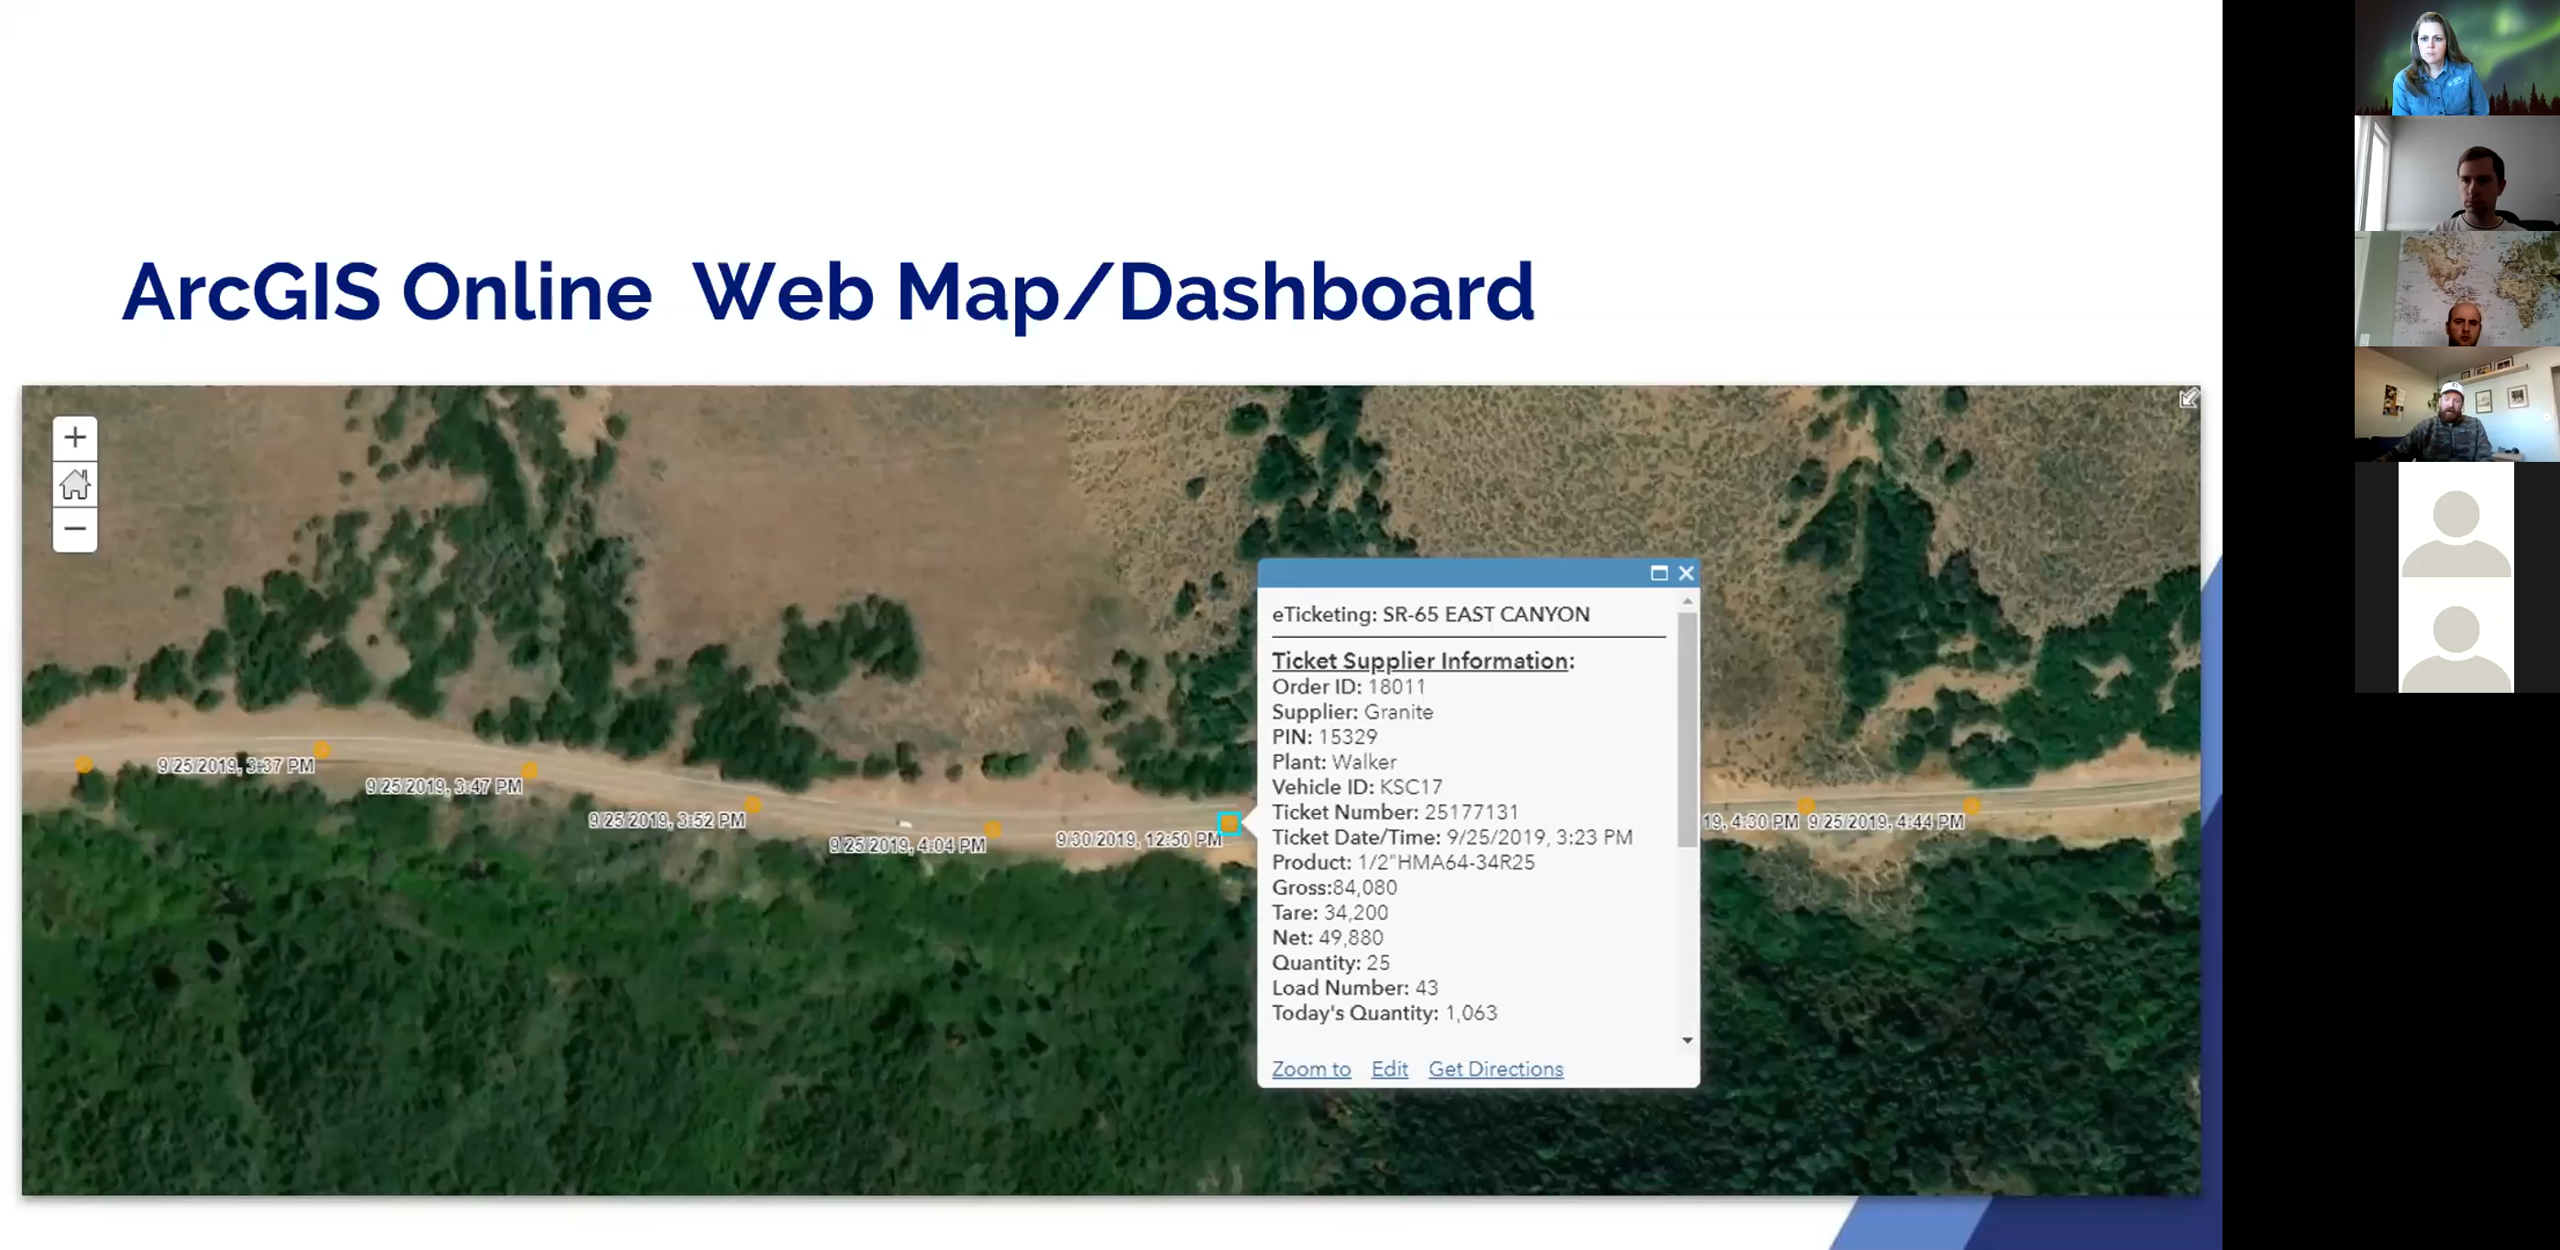 ArcGIS Online  Web Map/Dashboard
+
−
9/25/2019, 3:37 PM
9/25/2019, 3:47 PM
9/25/2019, 3:52 PM
9/25/2019, 4:04 PM
9/30/2019, 12:50 PM
19, 4:30 PM
9/25/2019, 4:44 PM
eTicketing: SR-65 EAST CANYON
Ticket Supplier Information:
Order ID: 18011
Supplier: Granite
PIN: 15329
Plant: Walker
Vehicle ID: KSC17
Ticket Number: 25177131
Ticket Date/Time: 9/25/2019, 3:23 PM
Product: 1/2"HMA64-34R25
Gross:84,080
Tare: 34,200
Net: 49,880
Quantity: 25
Load Number: 43
Today's Quantity: 1,063
Zoom to Edit Get Directions